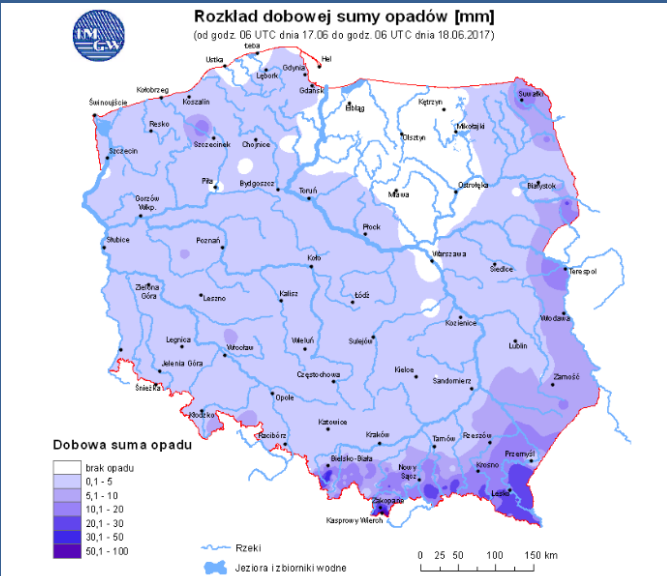 IM
GW
Rozkład dobowej sumy opadów [mm]
(od godz. 06 UTC dnia 17.06 do godz. 06 UTC dnia 18.06.2017)
Łeba
Hel
Ustka
Gdynia
Lębork
Gdańsk
Kołobrzeg
Koszalin
Świnoujście
Elbląg
Kętrzyn
Suwałki
Resko
Szczecinek
Chojnice
Olsztyn
Mikołajki
Szczecin
Piła
Bydgoszcz
Toruń
Mława
Ostrołęka
Białystok
Gorzów
Wlkp.
Płock
Słubice
Poznań
Koło
Warszawa
Siedlce
Terespol
Zielona
Góra
Leszno
Kalisz
Łódź
Kozienice
Włodawa
Legnica
Wrocław
Wieluń
Sulejów
Lublin
Jelenia Góra
Śnieżka
Częstochowa
Kielce
Sandomierz
Zamość
Opole
Kłodzko
Katowice
Kraków
Tarnów
Rzeszów
Racibórz
Bielsko-Biała
Nowy
Sącz
Krosno
Przemyśl
Lesko
Zakopane
Kasprowy Wierch
Dobowa suma opadu
brak opadu
0,1 - 5
5,1 - 10
10,1 - 20
20,1 - 30
30,1 - 50
50,1 - 100
Rzeki
Jeziora i zbiorniki wodne
0 25 50 100 150 km